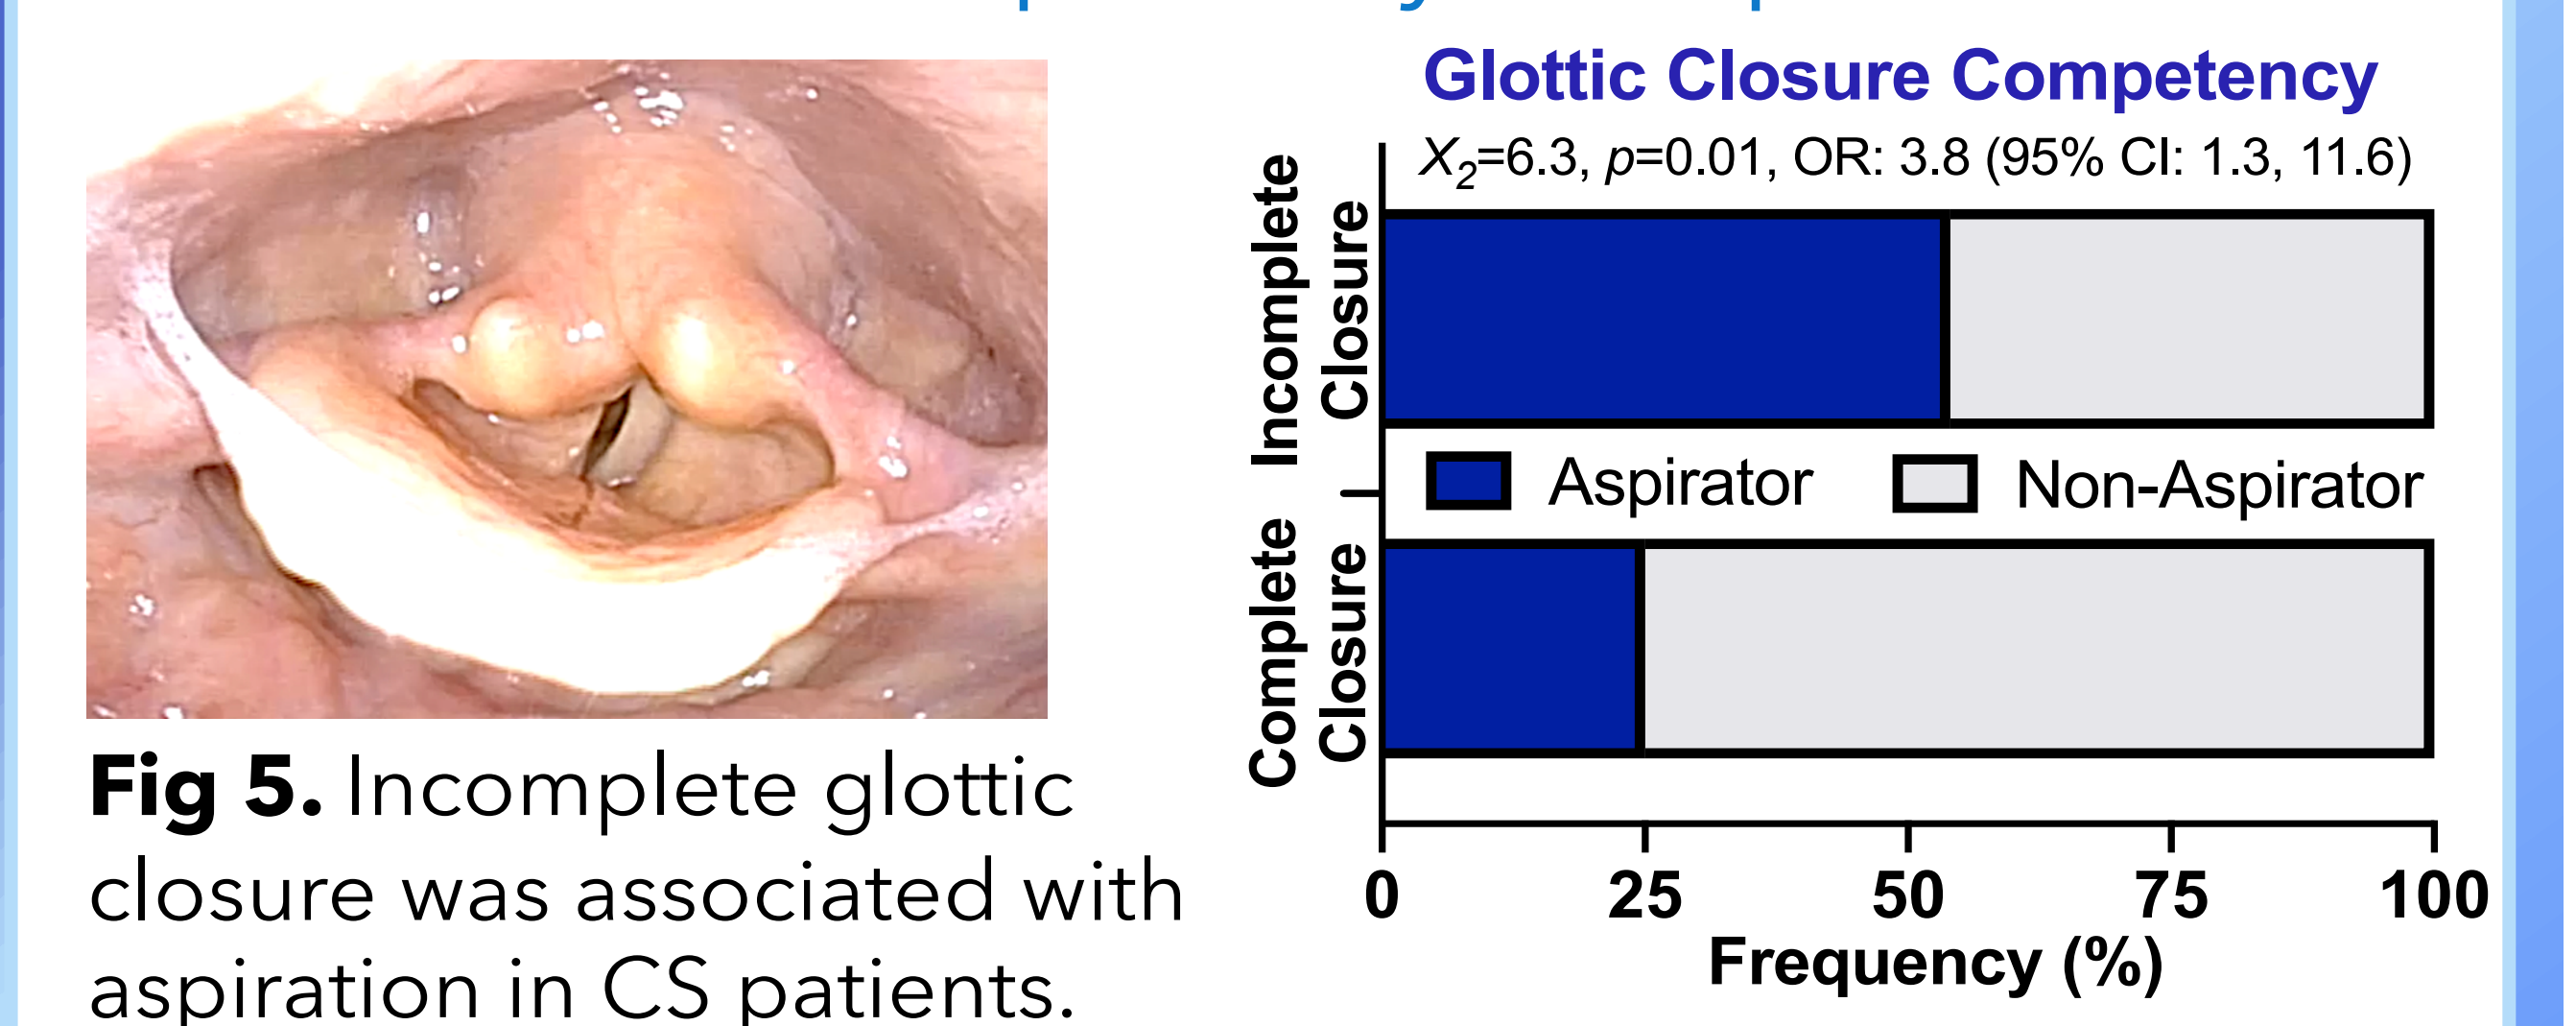 Glottic Closure Competency
X2=6.3, p=0.01, OR: 3.8 (95% CI: 1.3, 11.6)
Incomplete
Closure
Aspirator
Non-Aspirator
Complete
Closure
0 25 50 75 100
Frequency (%)
Fig 5. Incomplete glottic
closure was associated with
aspiration in CS patients.